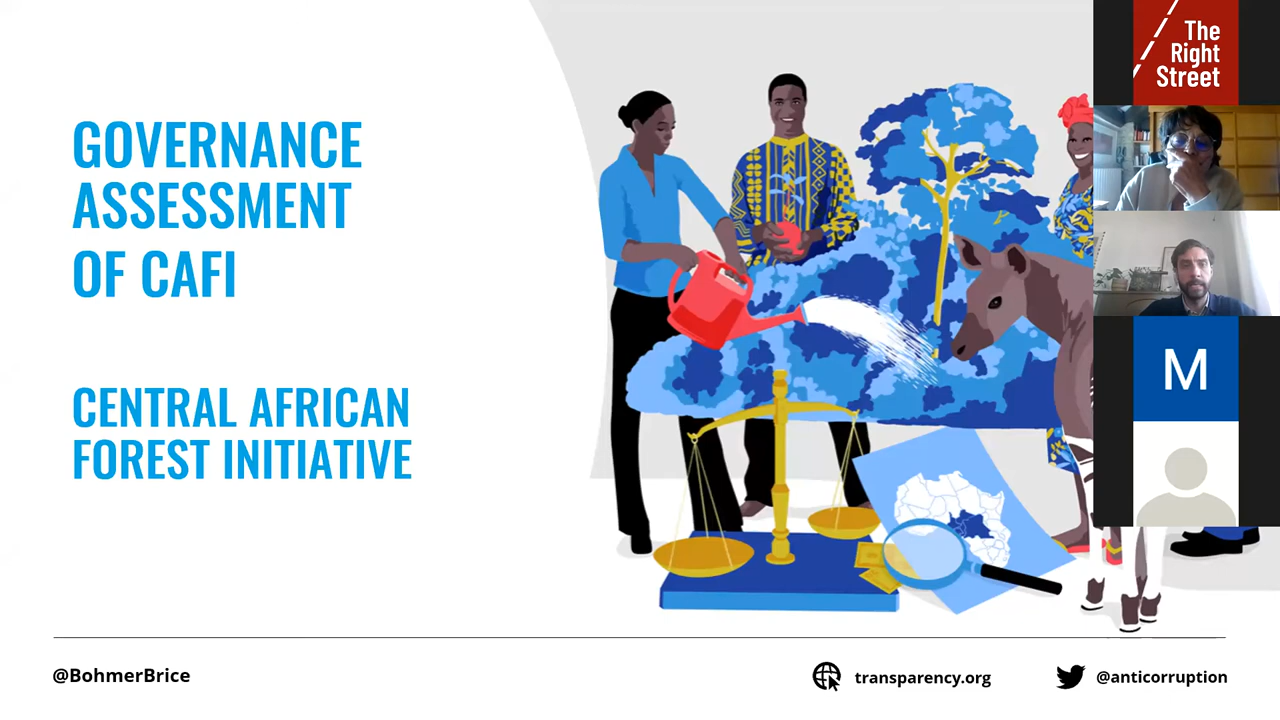 GOVERNANCE
ASSESSMENT
OF CAFI
CENTRAL AFRICAN
FOREST INITIATIVE
The
Right
Street
M
@BohmerBrice
transparency.org
@anticorruption